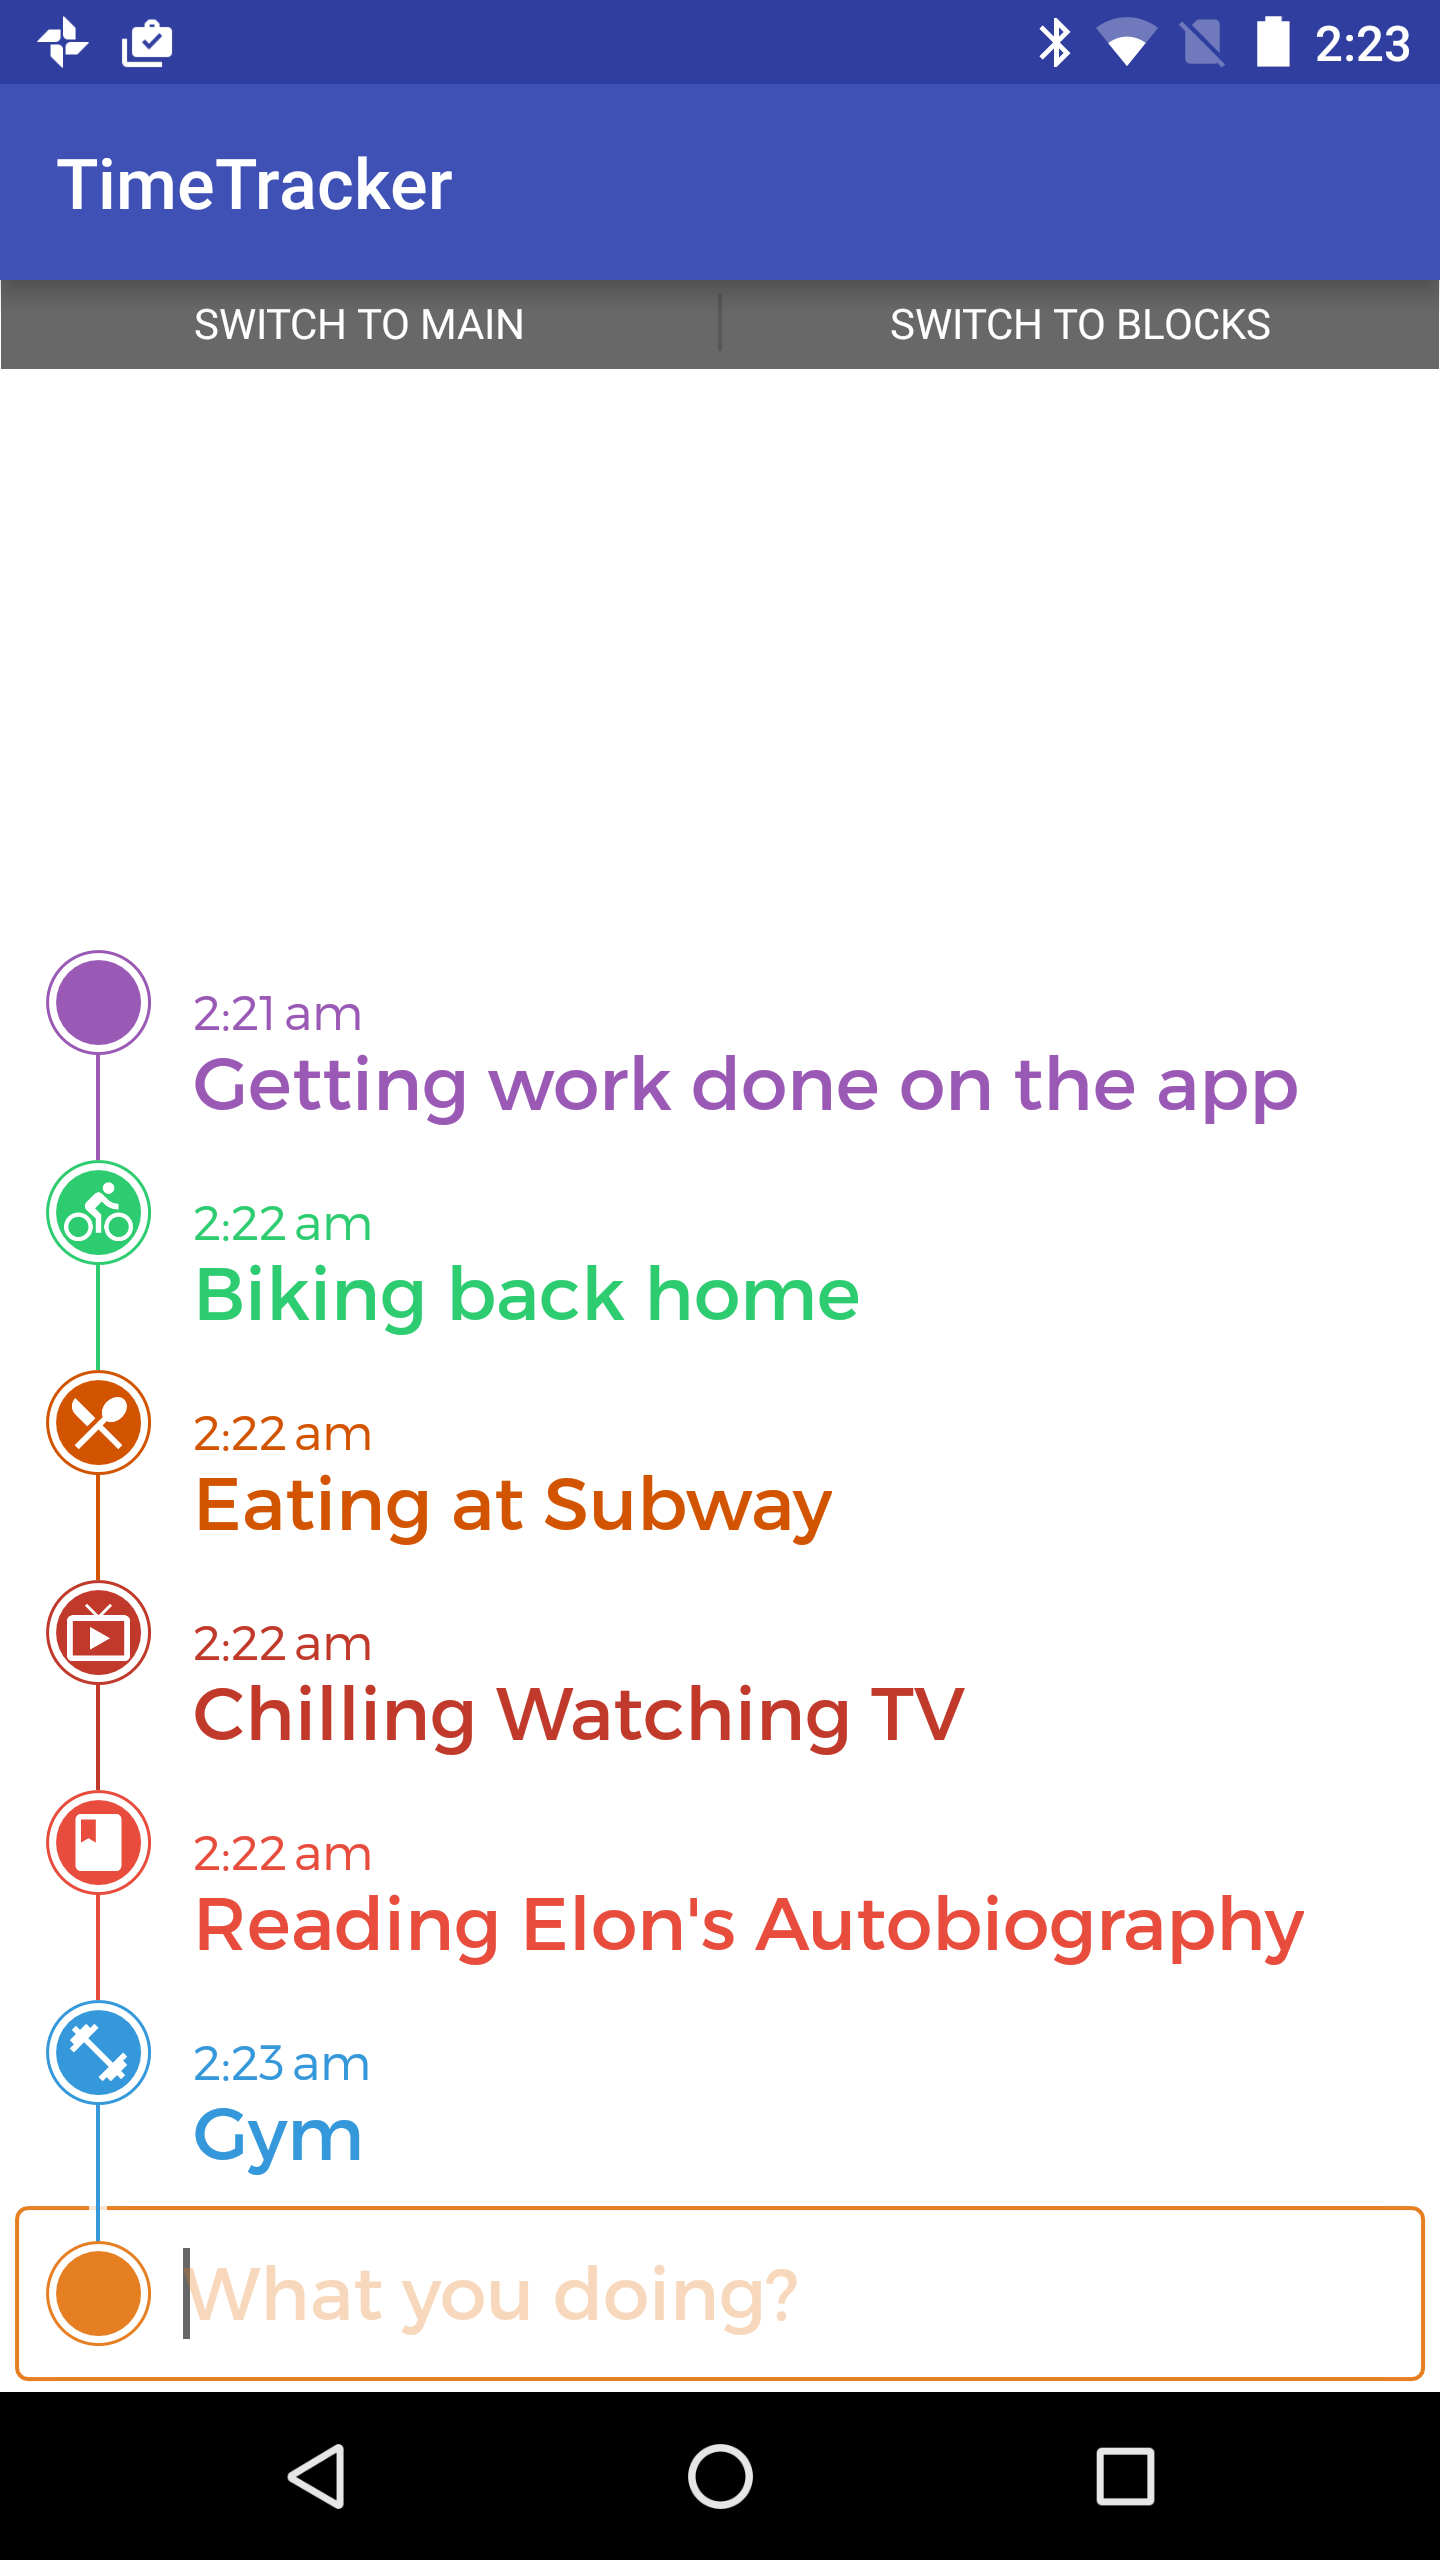 2:23
TimeTracker
SWITCH TO MAIN
SWITCH TO BLOCKS
2:21 am
Getting work done on the app
2:22 am
Biking back home
2:22 am
Eating at Subway
2:22 am
Chilling Watching TV
2:22 am
Reading Elon's Autobiography
2:23 am
Gym
What you doing?